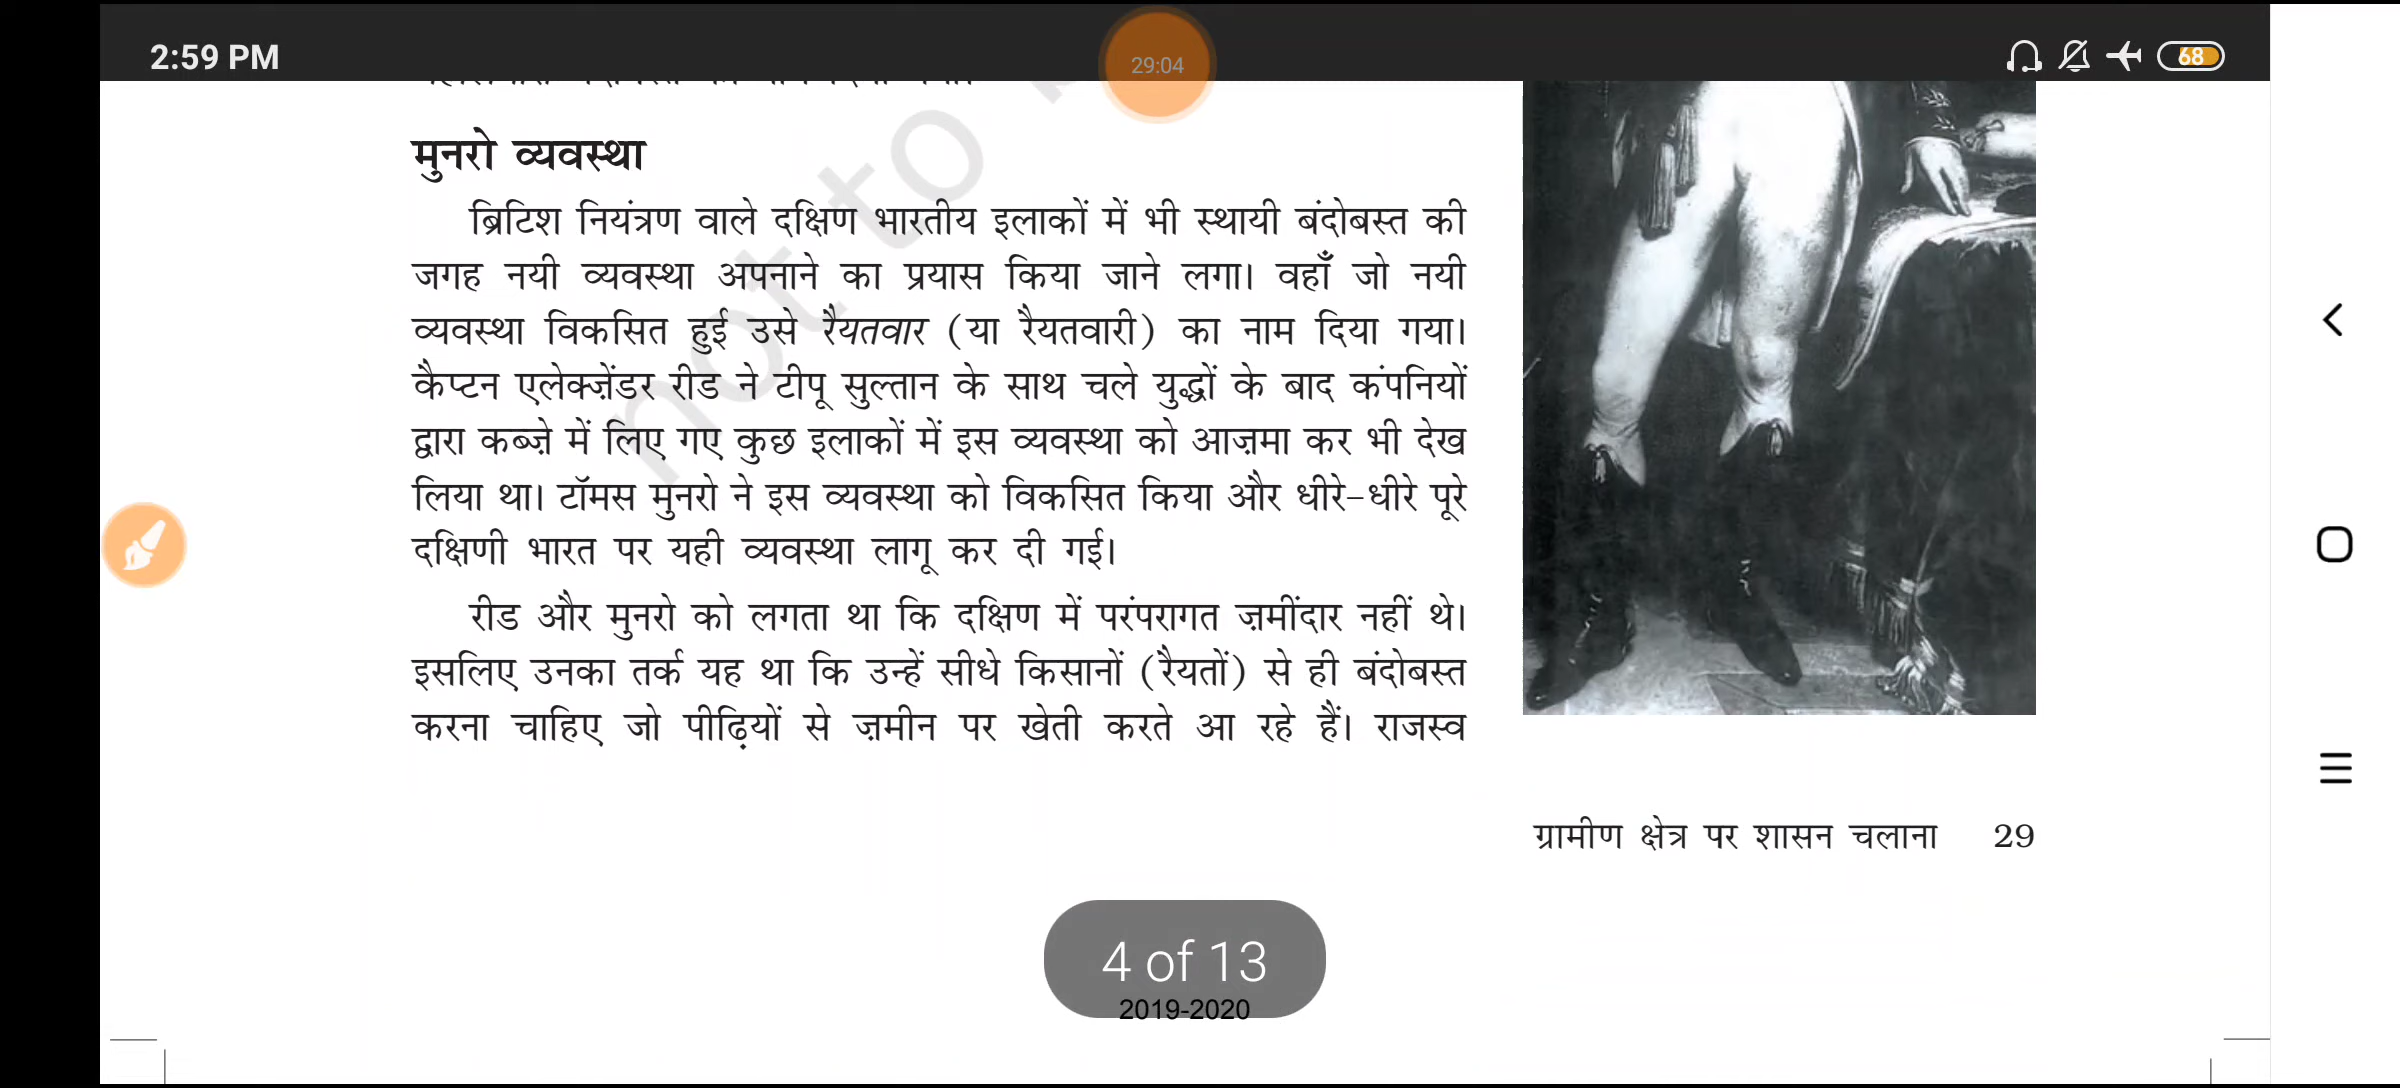 2:59 PM
29:04
68
मुनरो व्यवस्था
ब्रिटिश नियंत्रण वाले दक्षिण भारतीय इलाकों में भी स्थायी बंदोबस्त की
जगह नयी व्यवस्था अपनाने का प्रयास किया जाने लगा। वहाँ जो नयी
व्यवस्था विकसित हुई उसे रैयतवार (या रैयतवारी) का नाम दिया गया।
कैप्टन एलेक्ज़ेंडर रीड ने टीपू सुल्तान के साथ चले युद्धों के बाद कंपनियों
द्वारा कब्ज़े में लिए गए कुछ इलाकों में इस व्यवस्था को आज़मा कर भी देख
लिया था। टॉमस मुनरो ने इस व्यवस्था को विकसित किया और धीरे-धीरे पूरे
दक्षिणी भारत पर यही व्यवस्था लागू कर दी गई।
रीड और मुनरो को लगता था कि दक्षिण में परंपरागत ज़मींदार नहीं थे।
इसलिए उनका तर्क यह था कि उन्हें सीधे किसानों (रैयतों) से ही बंदोबस्त
करना चाहिए जो पीढ़ियों से ज़मीन पर खेती करते आ रहे हैं। राजस्व
not to
ग्रामीण क्षेत्र पर शासन चलाना 29
4 of 13
2019-2020